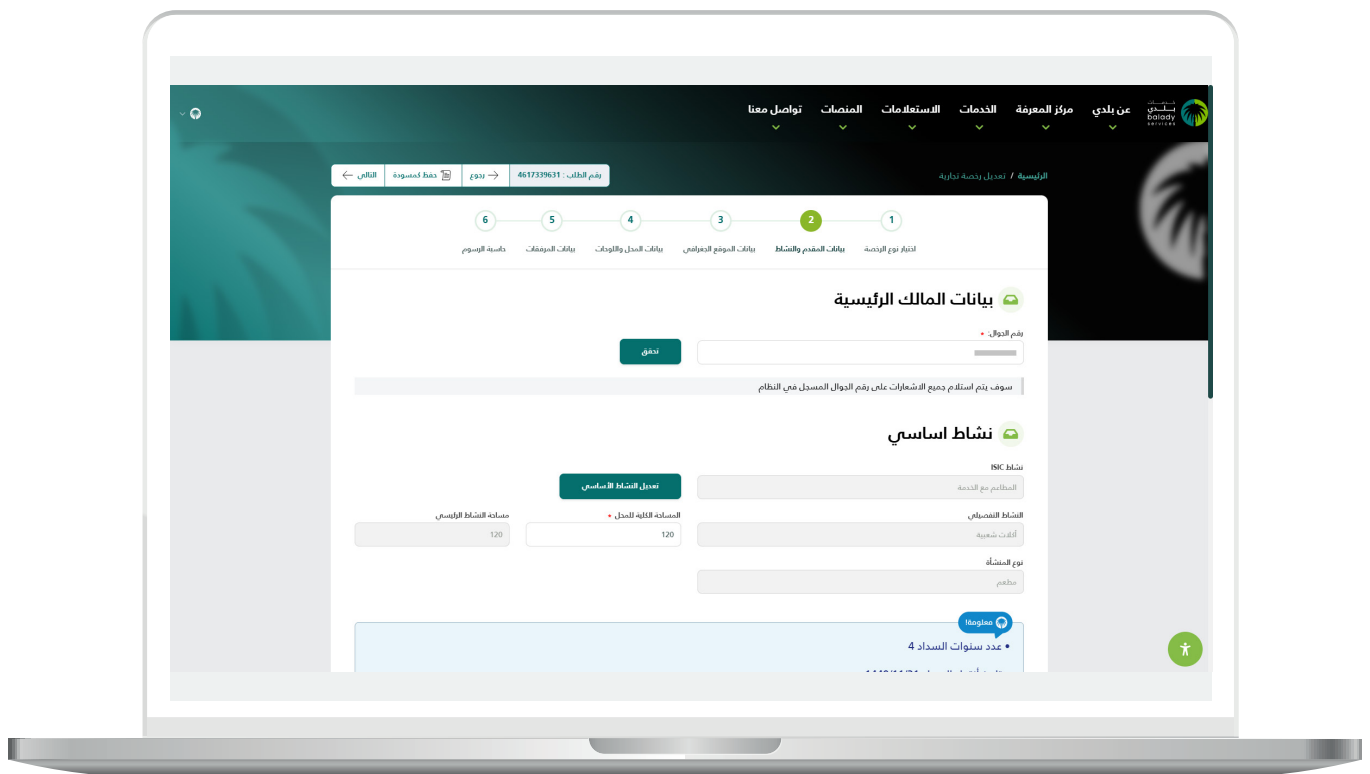 عن بلدي مركز المعرفة الخدمات الاستعلامات المنصات تواصل معنا
بلدي
balady
services
الرئيسية / تعديل رخصة تجارية
رقم الطلب : 4617339631
رجوع
حفظ كمسودة
التالي
1 2 3 4 5 6
اختيار نوع الرخصة بيانات المقدم والنشاط بيانات الموقع الجغرافي بيانات المحل واللوحات بيانات المرفقات حاسبة الرسوم
بيانات المالك الرئيسية
رقم الجوال: •
تحقق
سوف يتم استلام جميع الاشعارات على رقم الجوال المسجل في النظام
نشاط اساسي
نشاط ISIC
المطاعم مع الخدمة
تعديل النشاط الأساسي
النشاط التفصيلي المساحة الكلية للمحل • مساحة النشاط الرئيسي
أكلات شعبية 120 120
نوع المنشأة
مطعم
معلومة!
• عدد سنوات السداد 4